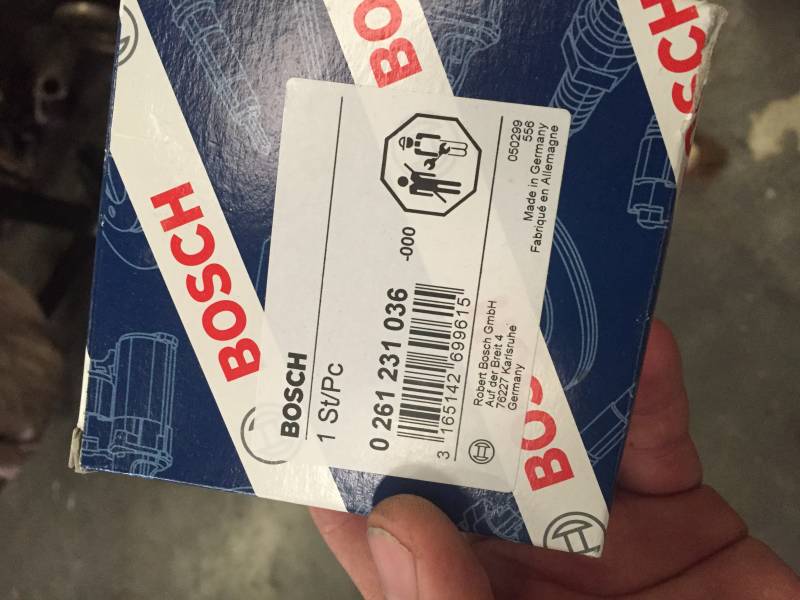 BOSCH
BOSCH
BOSCH
BOSCH
BOSCH
1 St/Pc
0 261 231 036 -000
3 165142 699615
Robert Bosch GmbH
Auf der Breit 4
76227 Karlsruhe
Germany
050299
556
Made in Germany
Fabriqué en Allemagne